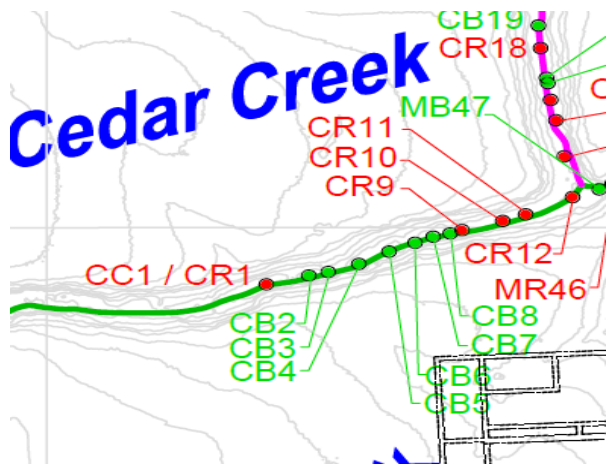 CB19
CR18
Cedar Creek
MB47
CR11
CR10
CR9
CR12
CC1 / CR1
MR46
CB2
CB8
CB3
CB7
CB4
CB6
CB5